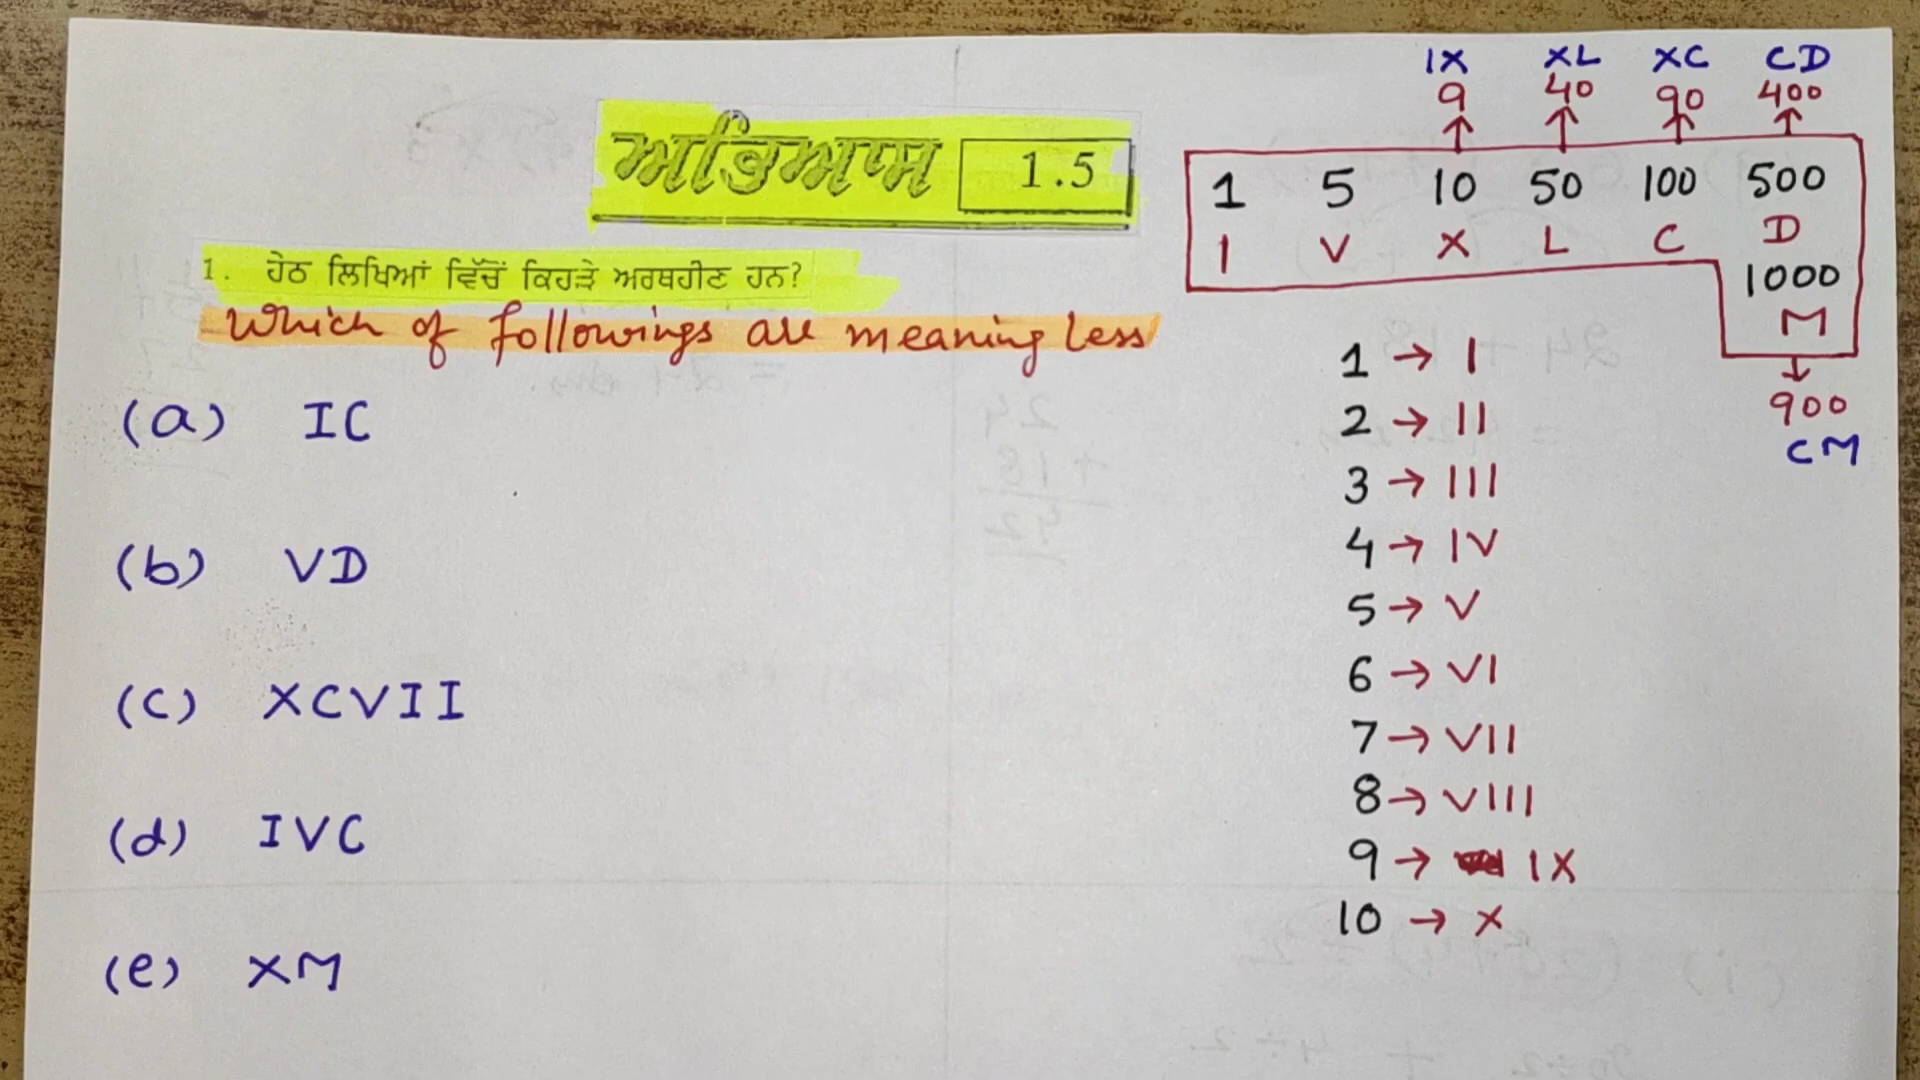 ਅਭਿਆਸ 1.5
1. ਹੇਠ ਲਿਖਿਆਂ ਵਿੱਚੋਂ ਕਿਹੜੇ ਅਰਥਹੀਣ ਹਨ?
Which of followings are meaning less
(a) IC
(b) VD
(c) XCVII
(d) IVC
(e) XM
IX XL XC CD
9 40 90 400
↑ ↑ ↑ ↑
1 5 10 50 100 500
I V X L C D
1000
M
↓
900
CM
1 → I
2 → II
3 → III
4 → IV
5 → V
6 → VI
7 → VII
8 → VIII
9 → IX
10 → X